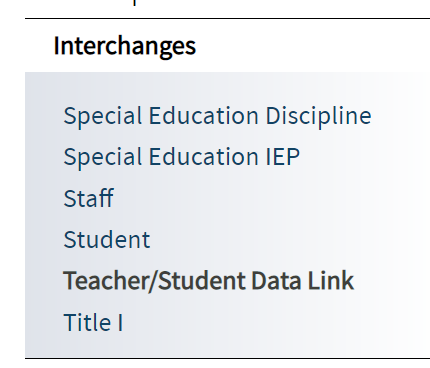 Interchanges
Special Education Discipline
Special Education IEP
Staff
Student
Teacher/Student Data Link
Title I